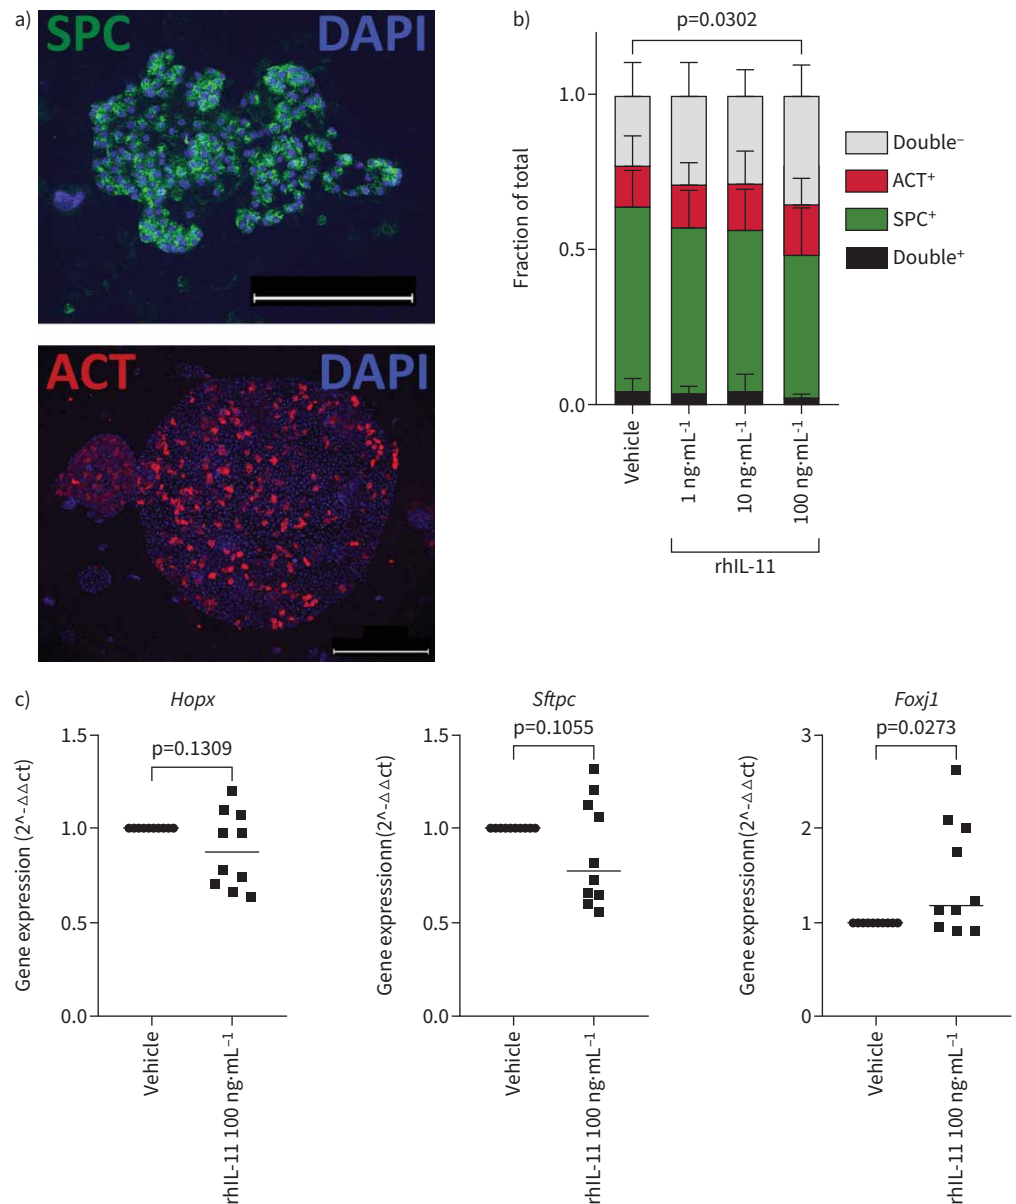 a)
SPC DAPI
ACT DAPI
b)
p=0.0302
1.0
0.5
0.0
Fraction of total
Double⁻
ACT⁺
SPC⁺
Double⁺
Vehicle
1 ng·mL⁻¹
10 ng·mL⁻¹
100 ng·mL⁻¹
rhIL-11
c)
Hopx
p=0.1309
1.5
1.0
0.5
0.0
Gene expression (2^-ΔΔct)
Vehicle
rhIL-11 100 ng·mL⁻¹
Sftpc
p=0.1055
1.5
1.0
0.5
0.0
Gene expressionn (2^-ΔΔct)
Vehicle
rhIL-11 100 ng·mL⁻¹
Foxj1
p=0.0273
3
2
1
0
Gene expressionn (2^-ΔΔct)
Vehicle
rhIL-11 100 ng·mL⁻¹